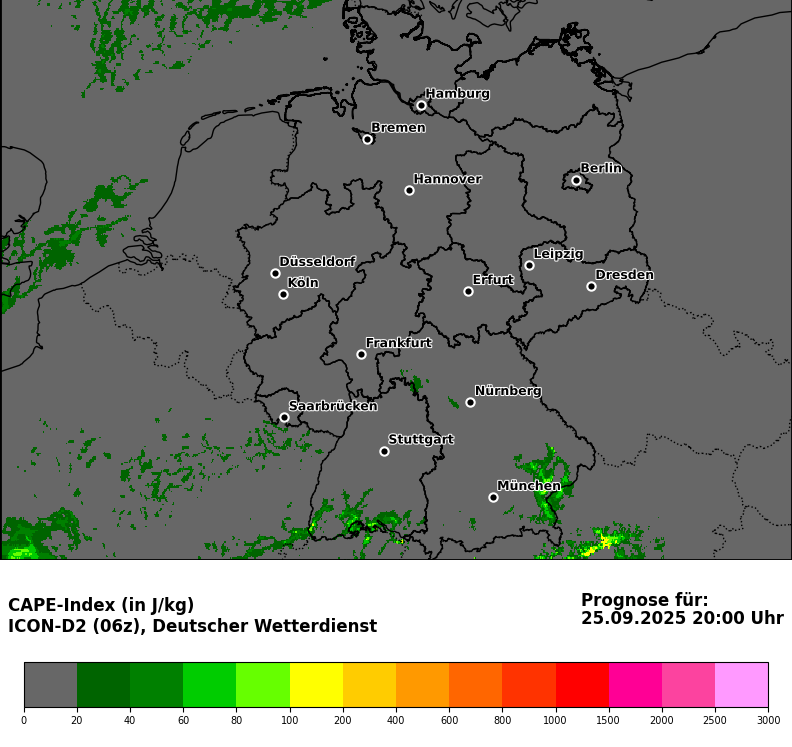 Hamburg
Bremen
Berlin
Hannover
Leipzig
Düsseldorf
Dresden
Köln
Erfurt
Frankfurt
Nürnberg
Saarbrücken
Stuttgart
München
CAPE-Index (in J/kg)
ICON-D2 (06z), Deutscher Wetterdienst
Prognose für:
25.09.2025 20:00 Uhr
0 20 40 60 80 100 200 400 600 800 1000 1500 2000 2500 3000